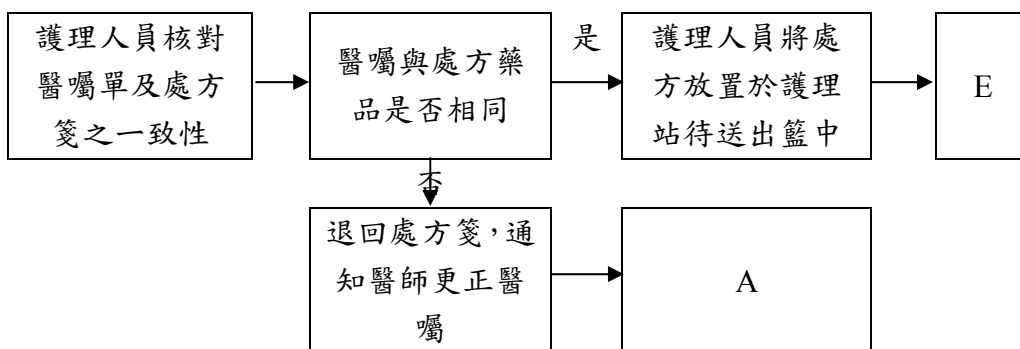 護理人員核對
醫囑單及處方
箋之一致性
醫囑與處方藥
品是否相同
是
護理人員將處
方放置於護理
站待送出籃中
E
否
退回處方箋，通
知醫師更正醫
囑
A